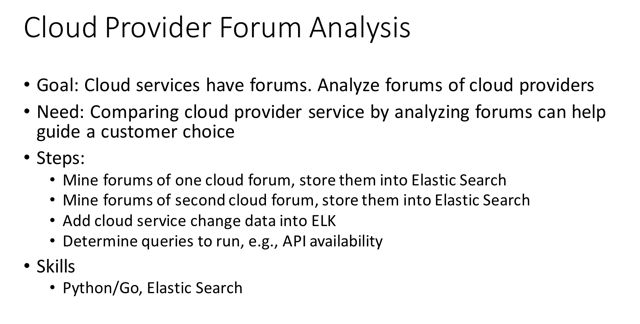 Cloud Provider Forum Analysis
• Goal: Cloud services have forums. Analyze forums of cloud providers
• Need: Comparing cloud provider service by analyzing forums can help
guide a customer choice
• Steps:
• Mine forums of one cloud forum, store them into Elastic Search
• Mine forums of second cloud forum, store them into Elastic Search
• Add cloud service change data into ELK
• Determine queries to run, e.g., API availability
• Skills
• Python/Go, Elastic Search